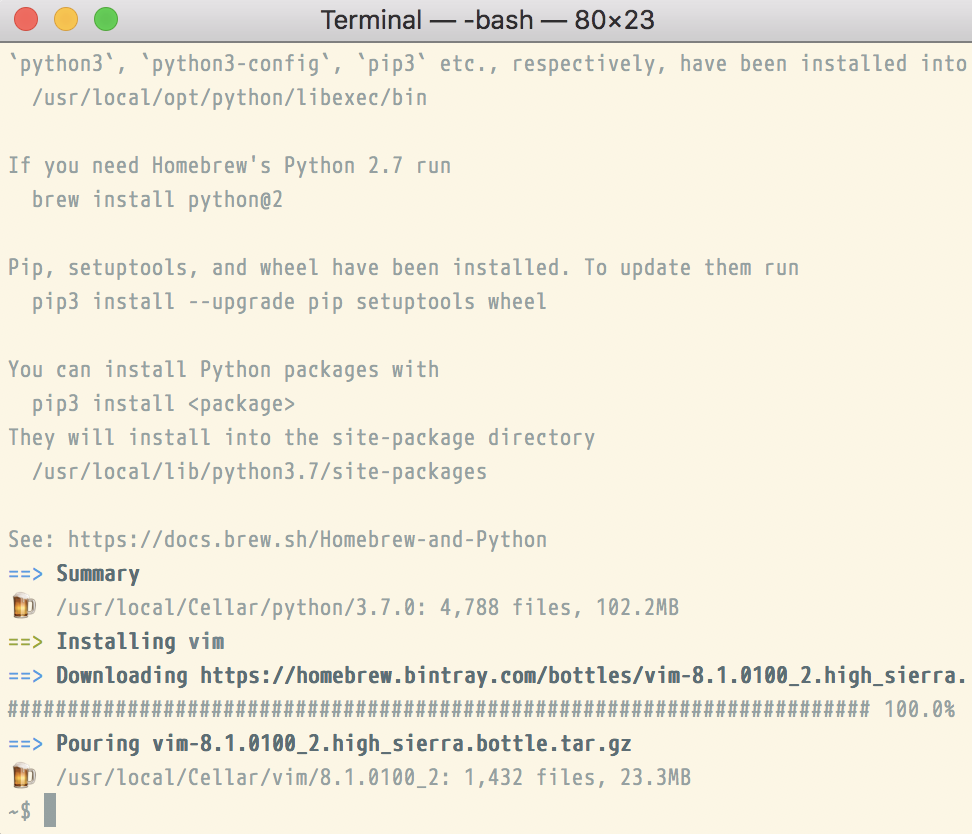 Terminal — -bash — 80×23
`python3`, `python3-config`, `pip3` etc., respectively, have been installed into
  /usr/local/opt/python/libexec/bin

If you need Homebrew's Python 2.7 run
  brew install python@2

Pip, setuptools, and wheel have been installed. To update them run
  pip3 install --upgrade pip setuptools wheel

You can install Python packages with
  pip3 install <package>
They will install into the site-package directory
  /usr/local/lib/python3.7/site-packages

See: https://docs.brew.sh/Homebrew-and-Python
==> Summary
🍺 /usr/local/Cellar/python/3.7.0: 4,788 files, 102.2MB
==> Installing vim
==> Downloading https://homebrew.bintray.com/bottles/vim-8.1.0100_2.high_sierra.
######################################################################## 100.0%
==> Pouring vim-8.1.0100_2.high_sierra.bottle.tar.gz
🍺 /usr/local/Cellar/vim/8.1.0100_2: 1,432 files, 23.3MB
~$